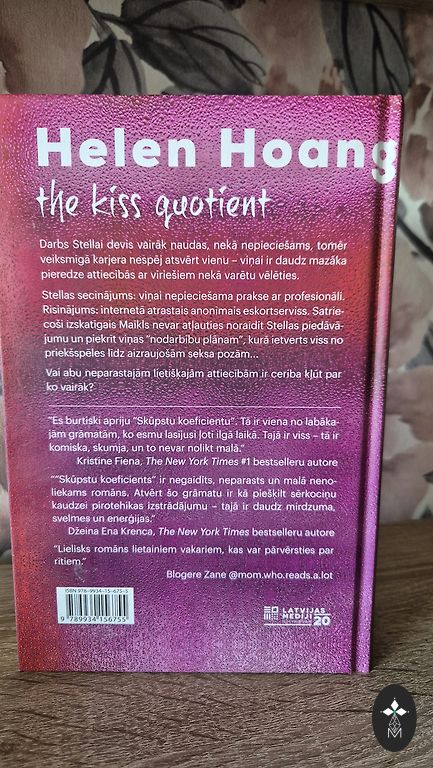 Helen Hoang
the kiss quotient
Darbs Stellai devis vairāk naudas, nekā nepieciešams, tomēr
veiksmīgā karjera nespēj atsvērt vienu – viņai ir daudz mazāka
pieredze attiecībās ar vīriešiem nekā varētu vēlēties.
Stellas secinājums: viņai nepieciešama prakse ar profesionāli.
Risinājums: internetā atrastais anonīmais eskortserviss. Satrie-
coši izskatīgais Maikls nevar atļauties noraidīt Stellas piedāvā-
jumu un piekrīt viņas "nodarbību plānam", kurā ietverts viss no
priekšspēles līdz aizraujošām seksa pozām...
Vai abu neparastajām lietišķajām attiecībām ir cerība kļūt par
ko vairāk?
"Es burtiski apriju "Skūpstu koeficientu". Tā ir viena no labāka-
jām grāmatām, ko esmu lasījusi ļoti ilgā laikā. Tajā ir viss – tā ir
komiska, skumja, un to nevar nolikt malā."
Kristine Fiena, The New York Times #1 bestselleru autore
""Skūpstu koeficients" ir negaidīts, neparasts un malā neno-
liekams romāns. Atvērt šo grāmatu ir kā piešķilt sērkociņu
kaudzei pirotehikas izstrādājumu – tajā ir daudz mirdzuma,
svelmes un enerģijas."
Dženа Ena Krenca, The New York Times bestselleru autore
"Lielisks romāns lietainiem vakariem, kas var pārvērsties par
rītiem."
Blogere Zane @mom.who.reads.a.lot
ISBN 978-9934-15-675-5
9 789934 156755
LATVIJAS
MEDIJI
20
M